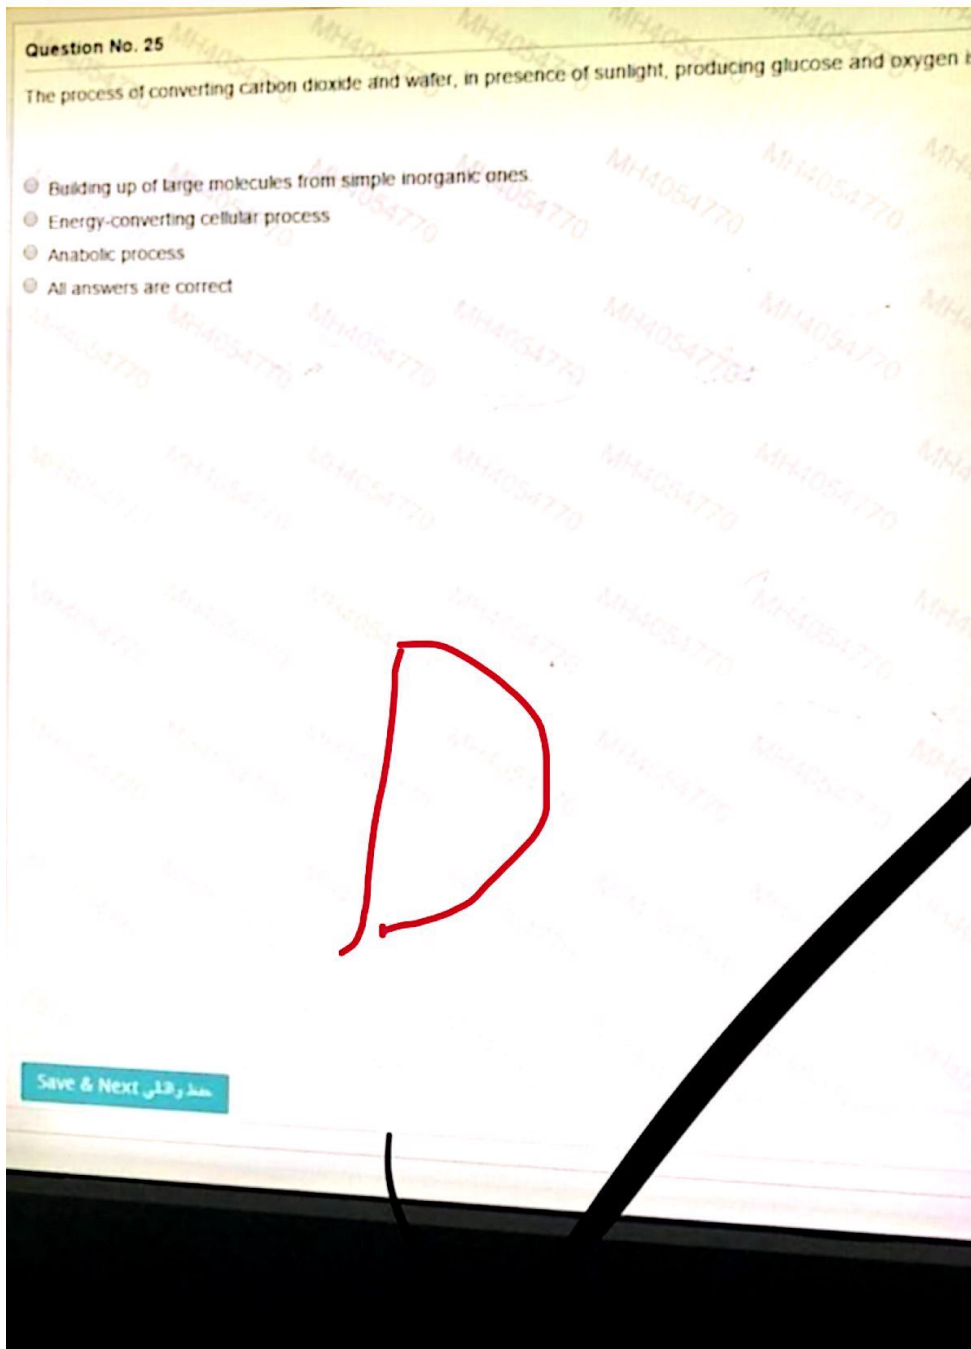 Question No. 25
The process of converting carbon dioxide and water, in presence of sunlight, producing glucose and oxygen
Building up of large molecules from simple inorganic ones.
Energy-converting cellular process
Anabolic process
All answers are correct
MH4054770
D
Save & Next